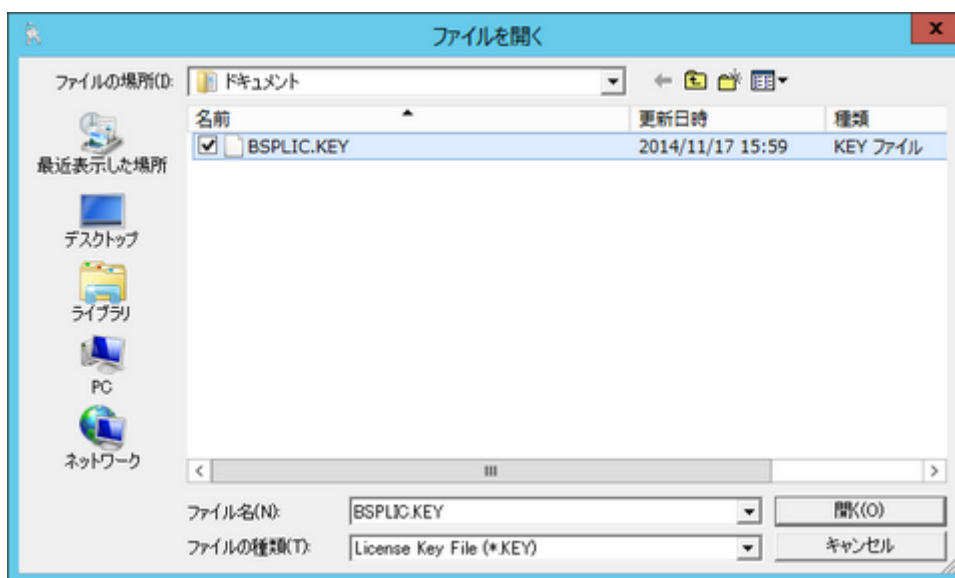 ファイルを開く
ファイルの場所(I):
ドキュメント
名前
更新日時
種類
BSPLIC.KEY
2014/11/17 15:59
KEY ファイル
最近表示した場所
デスクトップ
ライブラリ
PC
ネットワーク
ファイル名(N):
BSPLIC.KEY
開く(O)
ファイルの種類(T):
License Key File (*.KEY)
キャンセル